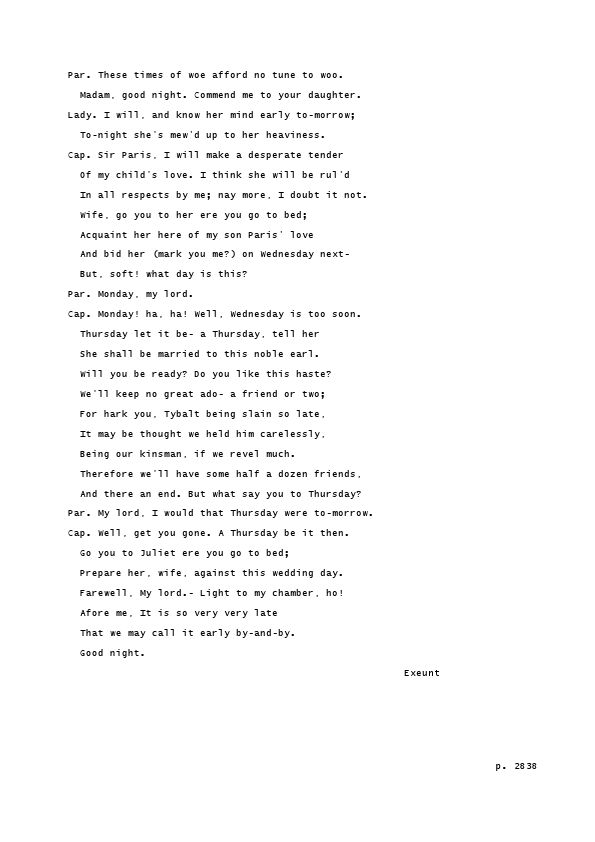 Par. These times of woe afford no tune to woo.
Madam, good night. Commend me to your daughter.
Lady. I will, and know her mind early to-morrow;
To-night she's mew'd up to her heaviness.
Cap. Sir Paris, I will make a desperate tender
Of my child's love. I think she will be rul'd
In all respects by me; nay more, I doubt it not.
Wife, go you to her ere you go to bed;
Acquaint her here of my son Paris' love
And bid her (mark you me?) on Wednesday next-
But, soft! what day is this?
Par. Monday, my lord.
Cap. Monday! ha, ha! Well, Wednesday is too soon.
Thursday let it be- a Thursday, tell her
She shall be married to this noble earl.
Will you be ready? Do you like this haste?
We'll keep no great ado- a friend or two;
For hark you, Tybalt being slain so late,
It may be thought we held him carelessly,
Being our kinsman, if we revel much.
Therefore we'll have some half a dozen friends,
And there an end. But what say you to Thursday?
Par. My lord, I would that Thursday were to-morrow.
Cap. Well, get you gone. A Thursday be it then.
Go you to Juliet ere you go to bed;
Prepare her, wife, against this wedding day.
Farewell, My lord.- Light to my chamber, ho!
Afore me, It is so very very late
That we may call it early by-and-by.
Good night.
Exeunt
p. 2838